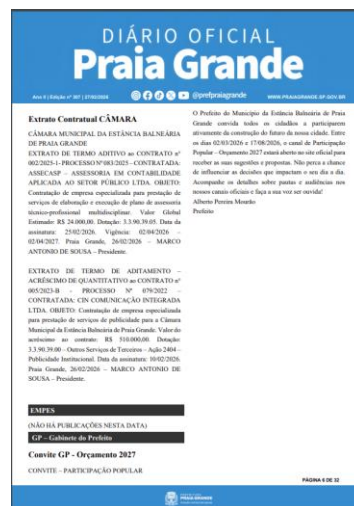 DIÁRIO OFICIAL
Praia Grande
Ano X | Edição nº 357 | 27/02/2026
@prefpraiagrande
WWW.PRAIAGRANDE.SP.GOV.BR
Extrato Contratual CÂMARA
CÂMARA MUNICIPAL DA ESTÂNCIA BALNEÁRIA
DE PRAIA GRANDE
EXTRATO DE TERMO DE ADITIVO ao CONTRATO nº
002/2025-1- PROCESSO Nº 083/2025 - CONTRATADA:
ASSECASP – ASSESSORIA EM CONTABILIDADE
APLICADA AO SETOR PÚBLICO LTDA. OBJETO:
Contratação de empresa especializada para prestação de
serviços de elaboração e execução de plano de assessoria
técnico-profissional multidisciplinar. Valor Global
Estimado: R$ 24.000,00. Dotação: 3.3.90.39.05. Data da
assinatura: 25/02/2026. Vigência: 02/04/2026 -
02/04/2027. Praia Grande, 26/02/2026 – MARCO
ANTONIO DE SOUSA – Presidente.
EXTRATO DE TERMO DE ADITAMENTO –
ACRÉSCIMO DE QUANTITATIVO ao CONTRATO nº
005/2023-B - PROCESSO Nº 079/2022 -
CONTRATADA: CIN COMUNICAÇÃO INTEGRADA
LTDA. OBJETO: Contratação de empresa especializada
para prestação de serviços de publicidade para a Câmara
Municipal da Estância Balneária de Praia Grande. Valor do
acréscimo ao contrato: R$ 510.000,00. Dotação:
3.3.90.39.00 – Outros Serviços de Terceiros – Ação 2404 –
Publicidade Institucional. Data da assinatura: 10/02/2026.
Praia Grande, 26/02/2026 – MARCO ANTONIO DE
SOUSA – Presidente.
EMPES
(NÃO HÁ PUBLICAÇÕES NESTA DATA)
GP – Gabinete do Prefeito
Convite GP - Orçamento 2027
CONVITE – PARTICIPAÇÃO POPULAR
O Prefeito do Município da Estância Balneária de Praia
Grande convida todos os cidadãos a participarem
ativamente da construção do futuro da nossa cidade. Entre
os dias 02/03/2026 e 17/08/2026, o canal de Participação
Popular – Orçamento 2027 estará aberto no site oficial para
receber as suas sugestões e propostas. Não perca a chance
de influenciar as decisões que impactam o seu dia a dia.
Acompanhe os detalhes sobre pautas e audiências nos
nossos canais oficiais e faça a sua voz ser ouvida!
Alberto Pereira Mourão
Prefeito
PÁGINA 6 DE 32
PRAIA GRANDE